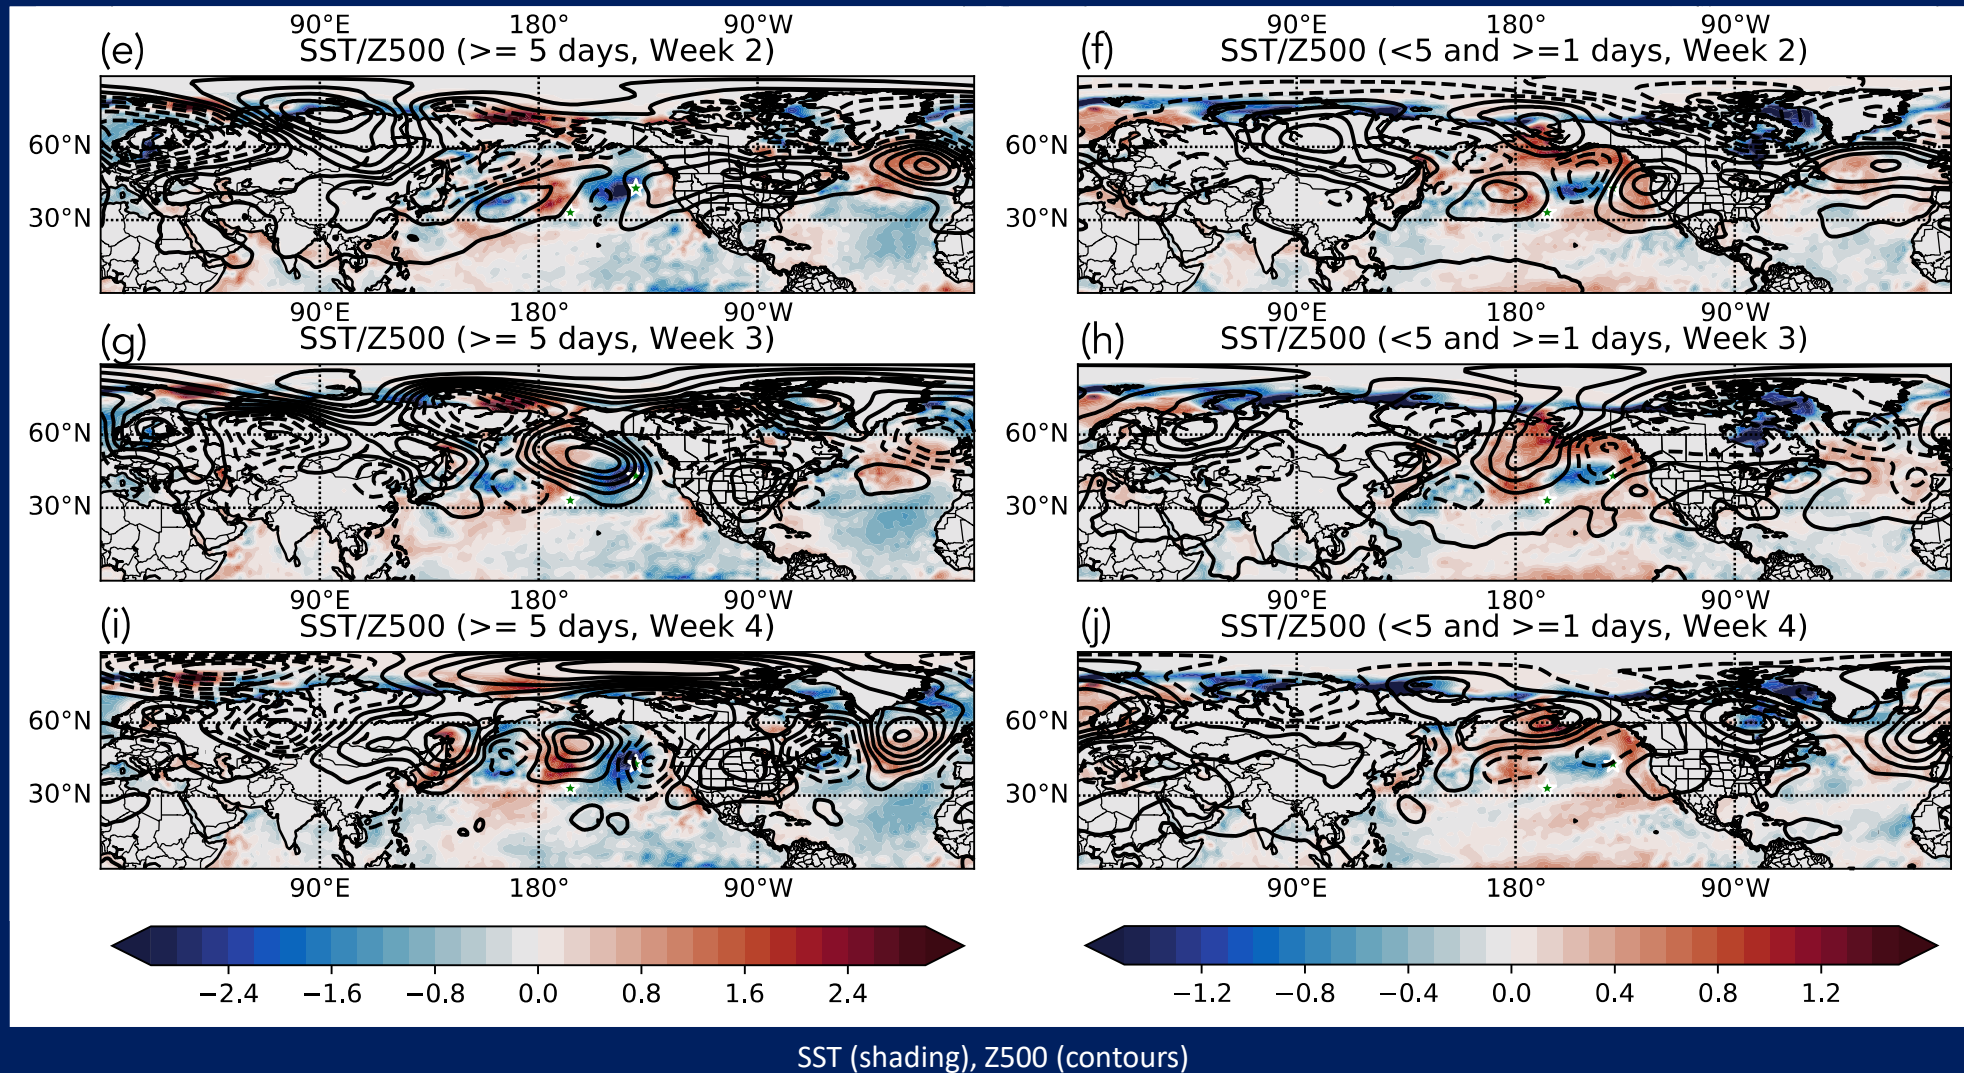 90°E 180° 90°W
(e) SST/Z500 (>= 5 days, Week 2)
60°N
30°N
90°E 180° 90°W
90°E 180° 90°W
(f) SST/Z500 (<5 and >=1 days, Week 2)
60°N
30°N
90°E 180° 90°W
(g) SST/Z500 (>= 5 days, Week 3)
60°N
30°N
90°E 180° 90°W
(h) SST/Z500 (<5 and >=1 days, Week 3)
60°N
30°N
90°E 180° 90°W
(i) SST/Z500 (>= 5 days, Week 4)
60°N
30°N
90°E 180° 90°W
(j) SST/Z500 (<5 and >=1 days, Week 4)
60°N
30°N
90°E 180° 90°W
−2.4 −1.6 −0.8 0.0 0.8 1.6 2.4
−1.2 −0.8 −0.4 0.0 0.4 0.8 1.2
SST (shading), Z500 (contours)